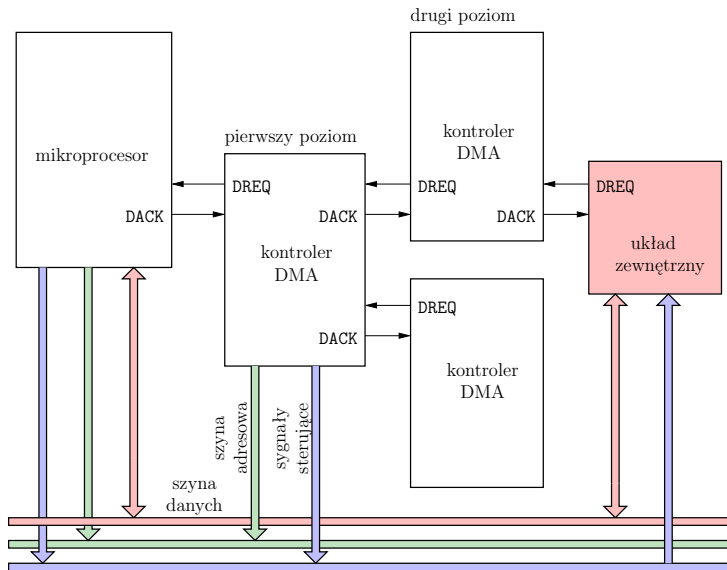 drugi poziom
mikroprocesor
DACK
pierwszy poziom
DREQ
DACK
kontroler
DMA
DACK
kontroler
DMA
DREQ
DACK
DREQ
kontroler
DMA
DREQ
układ
zewnętrzny
szyna
adresowa
sygnały
sterujące
szyna
danych